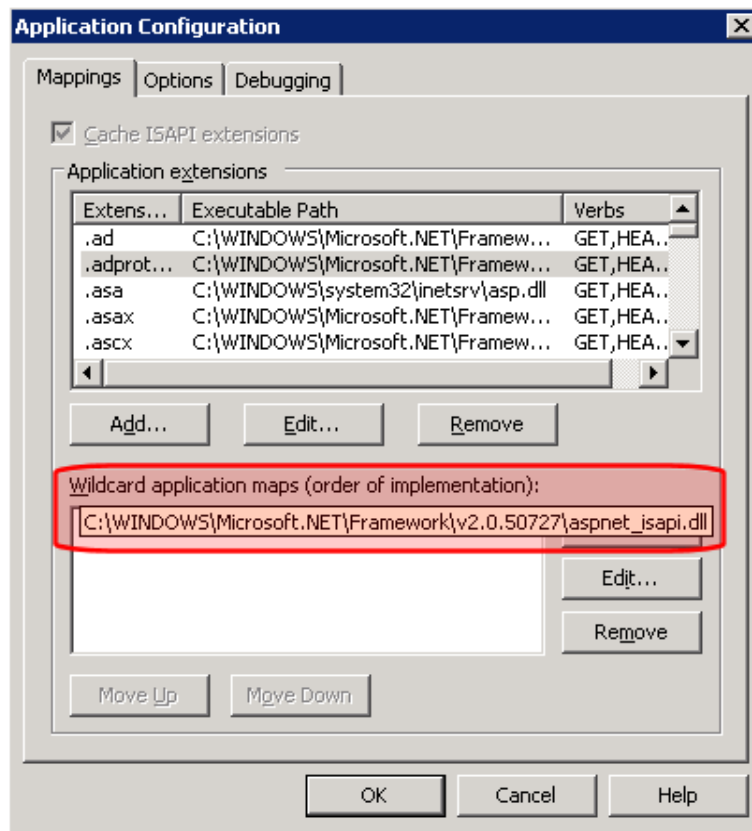 Application Configuration
Mappings Options Debugging
Cache ISAPI extensions
Application extensions
Extens... Executable Path Verbs
.ad C:\WINDOWS\Microsoft.NET\Framew... GET,HEA..
.adprot... C:\WINDOWS\Microsoft.NET\Framew... GET,HEA..
.asa C:\WINDOWS\system32\inetsrv\asp.dll GET,HEA..
.asax C:\WINDOWS\Microsoft.NET\Framew... GET,HEA..
.ascx C:\WINDOWS\Microsoft.NET\Framew... GET,HEA..
Add... Edit... Remove
Wildcard application maps (order of implementation):
C:\WINDOWS\Microsoft.NET\Framework\v2.0.50727\aspnet_isapi.dll
Edit...
Remove
Move Up Move Down
OK Cancel Help